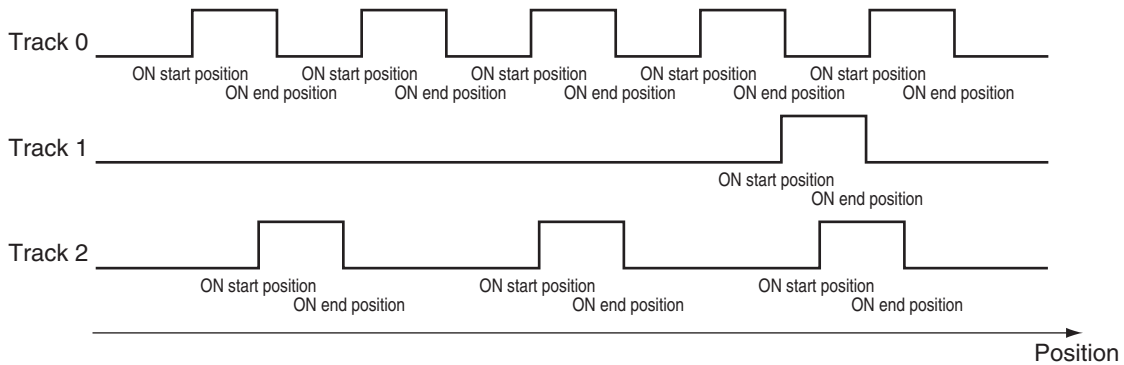 Track 0
ON start position ON start position ON start position ON start position ON start position
ON end position ON end position ON end position ON end position ON end position
Track 1
ON start position
ON end position
Track 2
ON start position ON start position ON start position
ON end position ON end position ON end position
Position